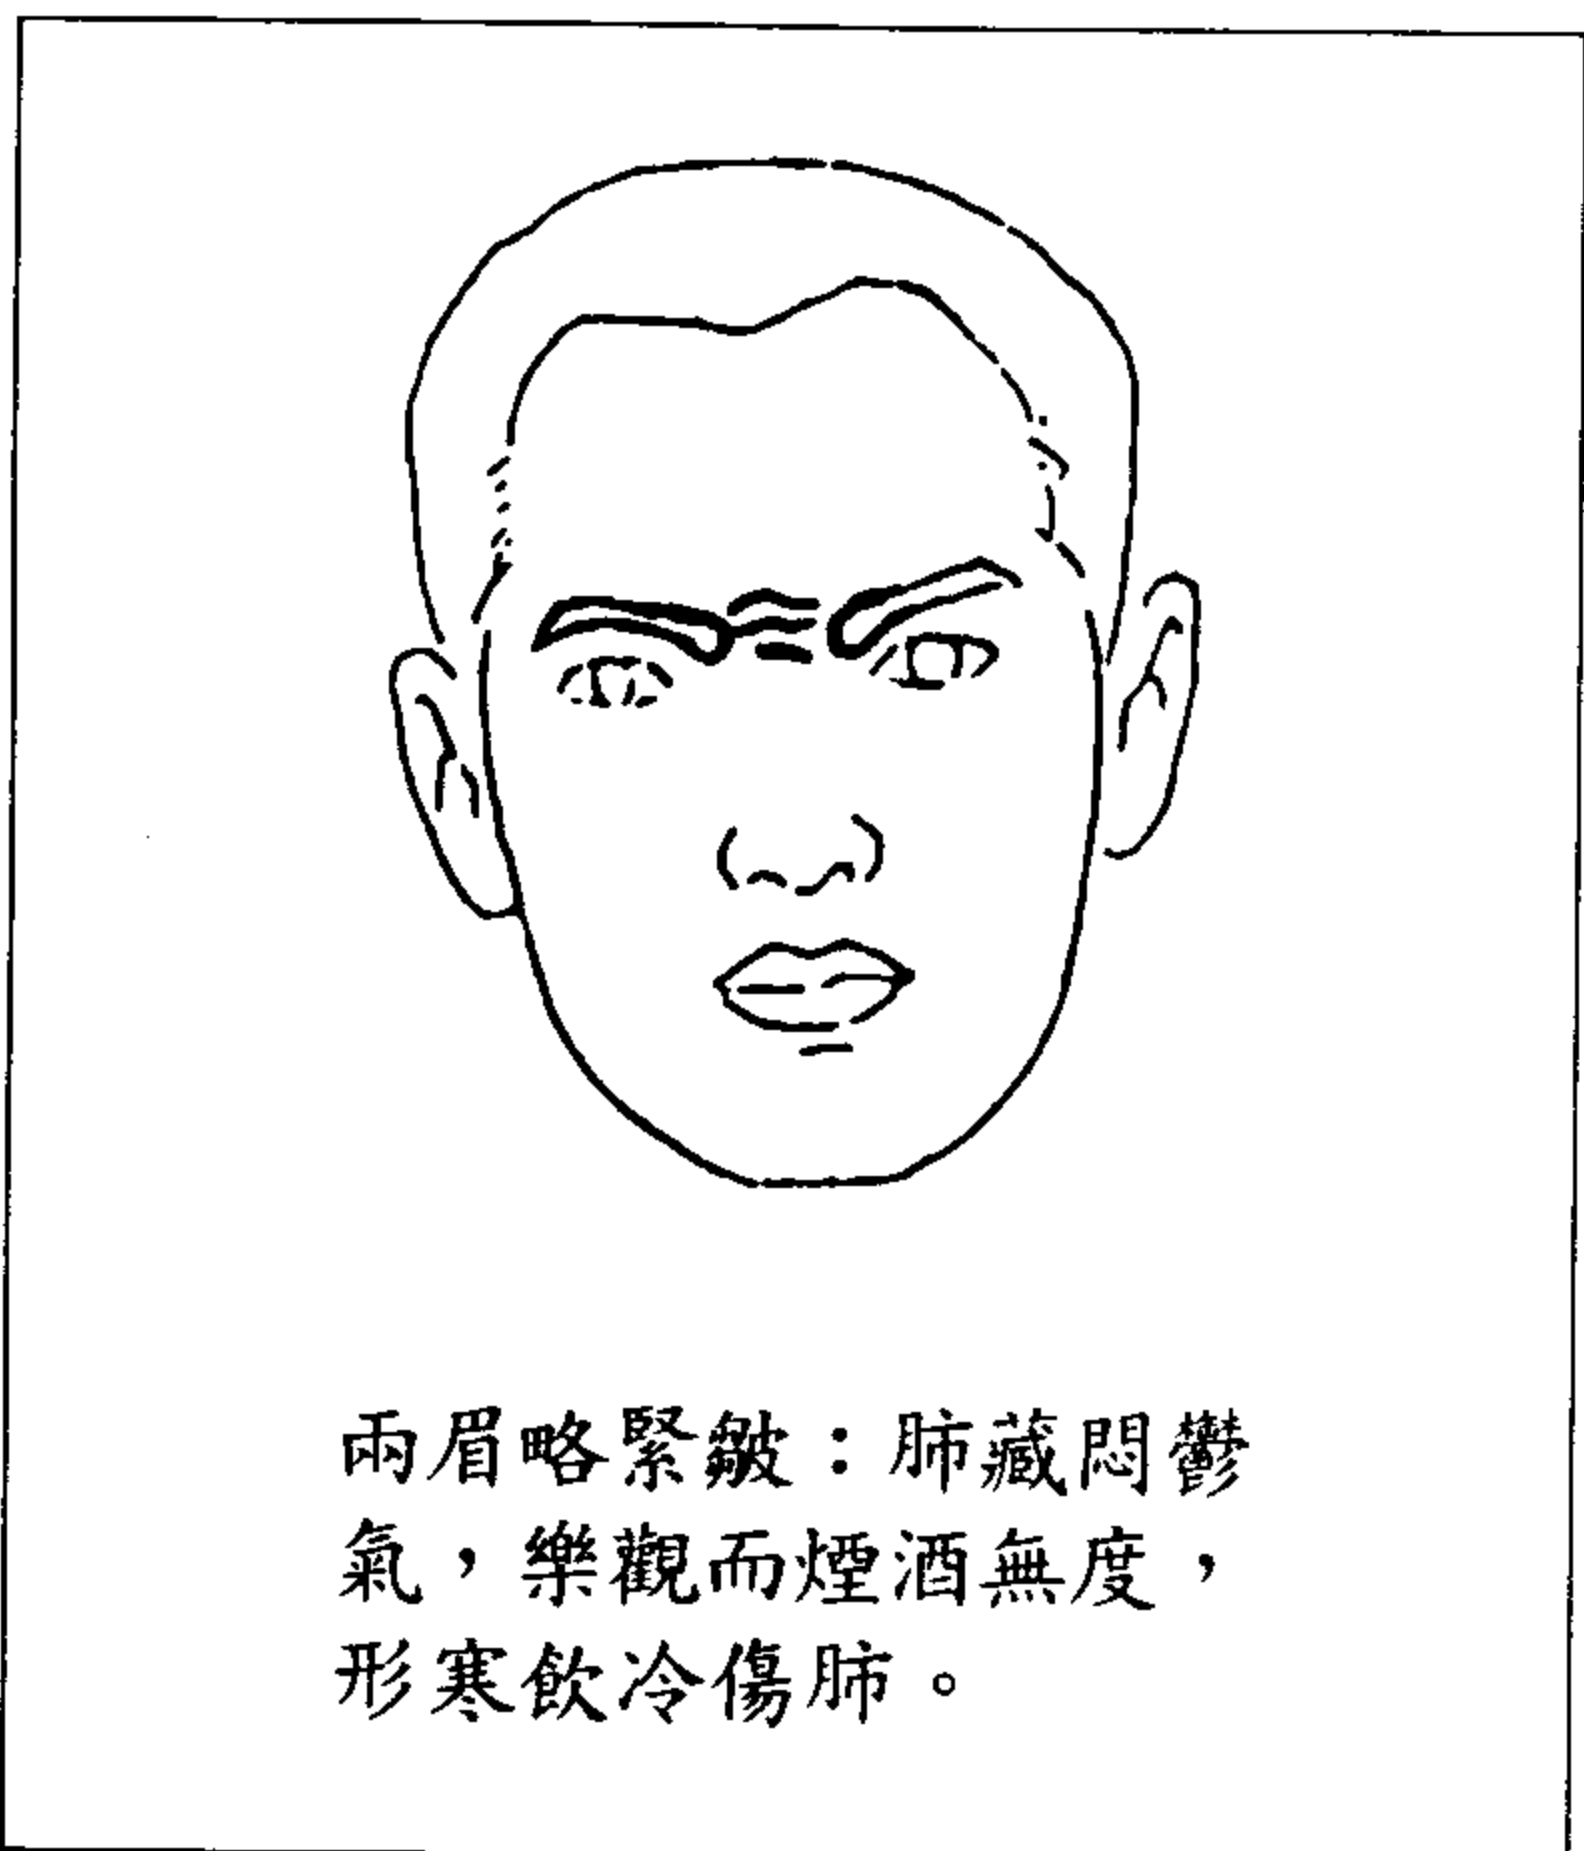 兩眉略緊皺：肺藏悶鬱
氣，樂觀而煙酒無度，
形寒飲冷傷肺。